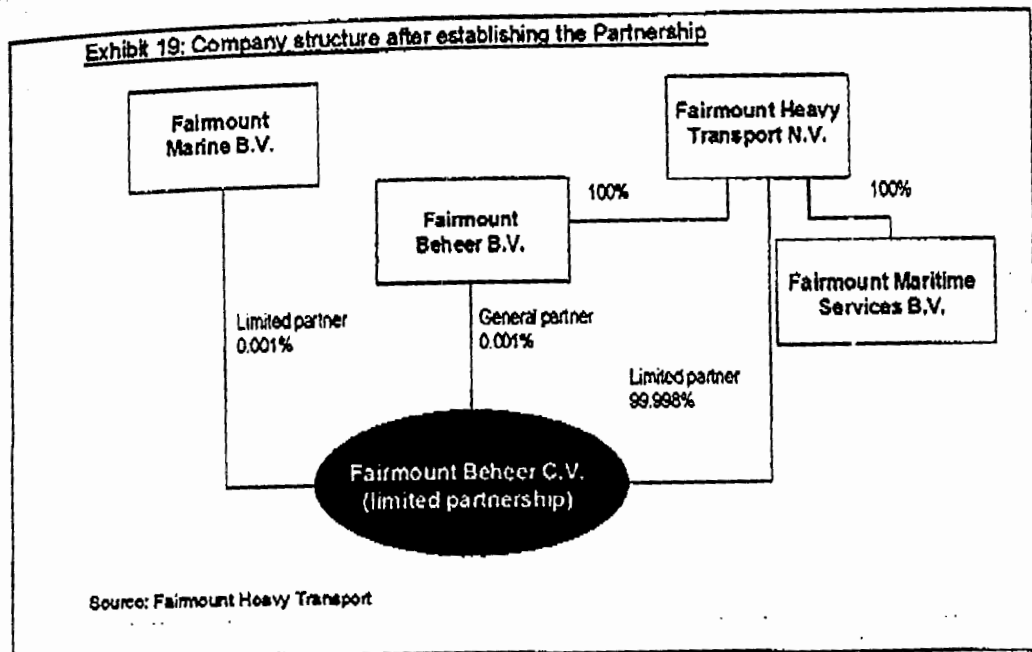 Exhibit 19: Company structure after establishing the Partnership
Fairmount
Marine B.V.
Fairmount Heavy
Transport N.V.
Fairmount
Beheer B.V.
100%
100%
Fairmount Maritime
Services B.V.
Limited partner
0.001%
General partner
0.001%
Limited partner
99.998%
Fairmount Beheer C.V.
(limited partnership)
Source: Fairmount Heavy Transport